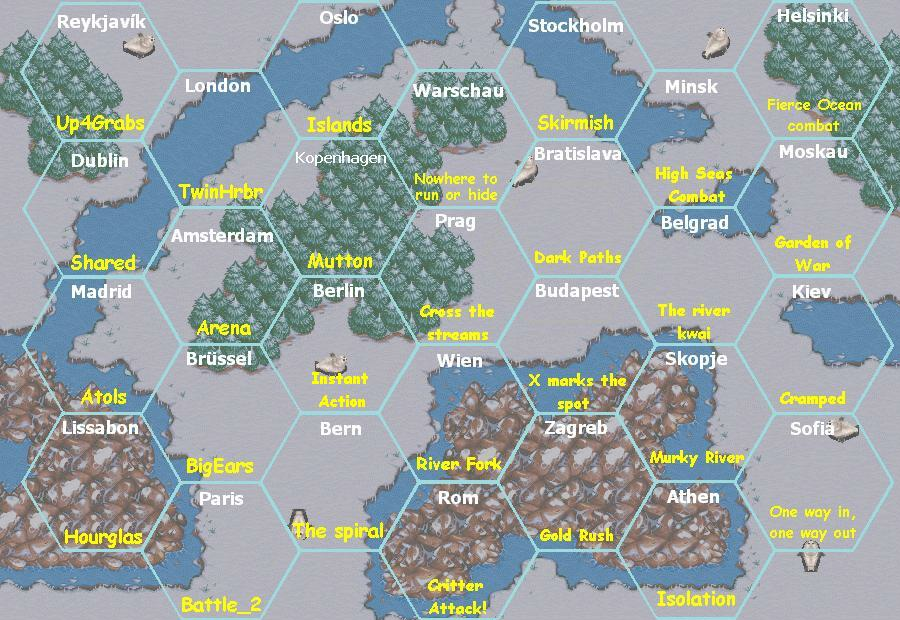 Reykjavík
Up4Grabs
Oslo
Islands
Stockholm
Skirmish
Helsinki
Fierce Ocean
combat
London
TwinHrbr
Warschau
Nowhere to
run or hide
Minsk
High Seas
Combat
Dublin
Shared
Kopenhagen
Mutton
Bratislava
Dark Paths
Moskau
Garden of
War
Amsterdam
Arena
Prag
Cross the
streams
Belgrad
The river
kwai
Madrid
Atols
Berlin
Instant
Action
Budapest
X marks the
spot
Kiev
Cramped
Brüssel
BigEars
Wien
River Fork
Skopje
Murky River
Lissabon
Hourglas
Bern
The spiral
Zagreb
Gold Rush
Sofia
One way in,
one way out
Paris
Battle_2
Rom
Critter
Attack!
Athen
Isolation